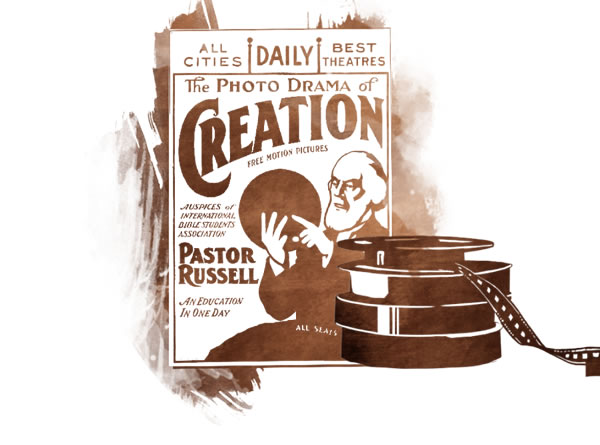 ALL CITIES DAILY BEST THEATRES
The PHOTO DRAMA of
CREATION
FREE MOTION PICTURES
AUSPICES of
INTERNATIONAL
BIBLE STUDENTS
ASSOCIATION
PASTOR
RUSSELL
AN EDUCATION
IN ONE DAY
ALL SEATS